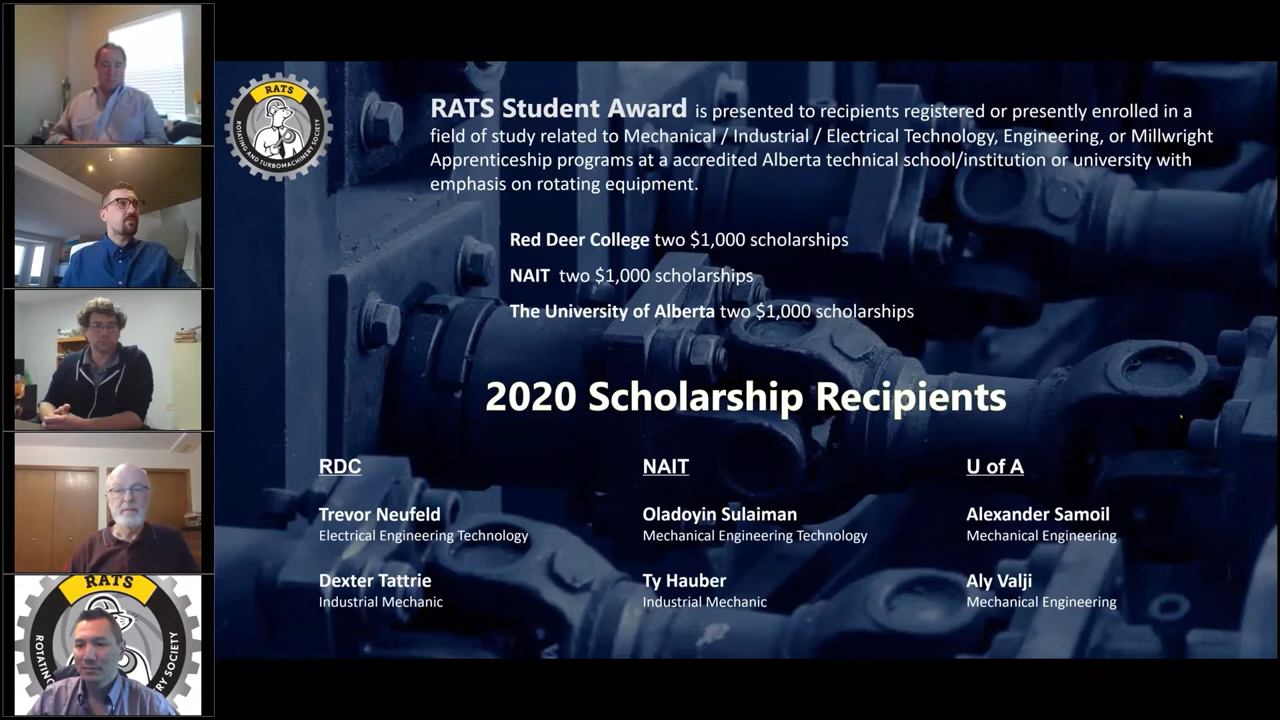 RATS
ROTATING AND TURBOMACHINERY SOCIETY
RATS Student Award is presented to recipients registered or presently enrolled in a
field of study related to Mechanical / Industrial / Electrical Technology, Engineering, or Millwright
Apprenticeship programs at a accredited Alberta technical school/institution or university with
emphasis on rotating equipment.
Red Deer College two $1,000 scholarships
NAIT two $1,000 scholarships
The University of Alberta two $1,000 scholarships
2020 Scholarship Recipients
RDC
Trevor Neufeld
Electrical Engineering Technology
Dexter Tattrie
Industrial Mechanic
NAIT
Oladoyin Sulaiman
Mechanical Engineering Technology
Ty Hauber
Industrial Mechanic
U of A
Alexander Samoil
Mechanical Engineering
Aly Valji
Mechanical Engineering
RATS
ROTATING
ERY SOCIETY